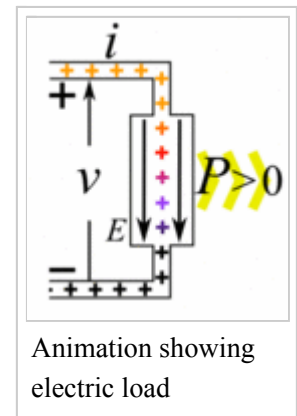 i
+ + + + +
+
v
E
P>0
−
+ + + +
Animation showing
electric load